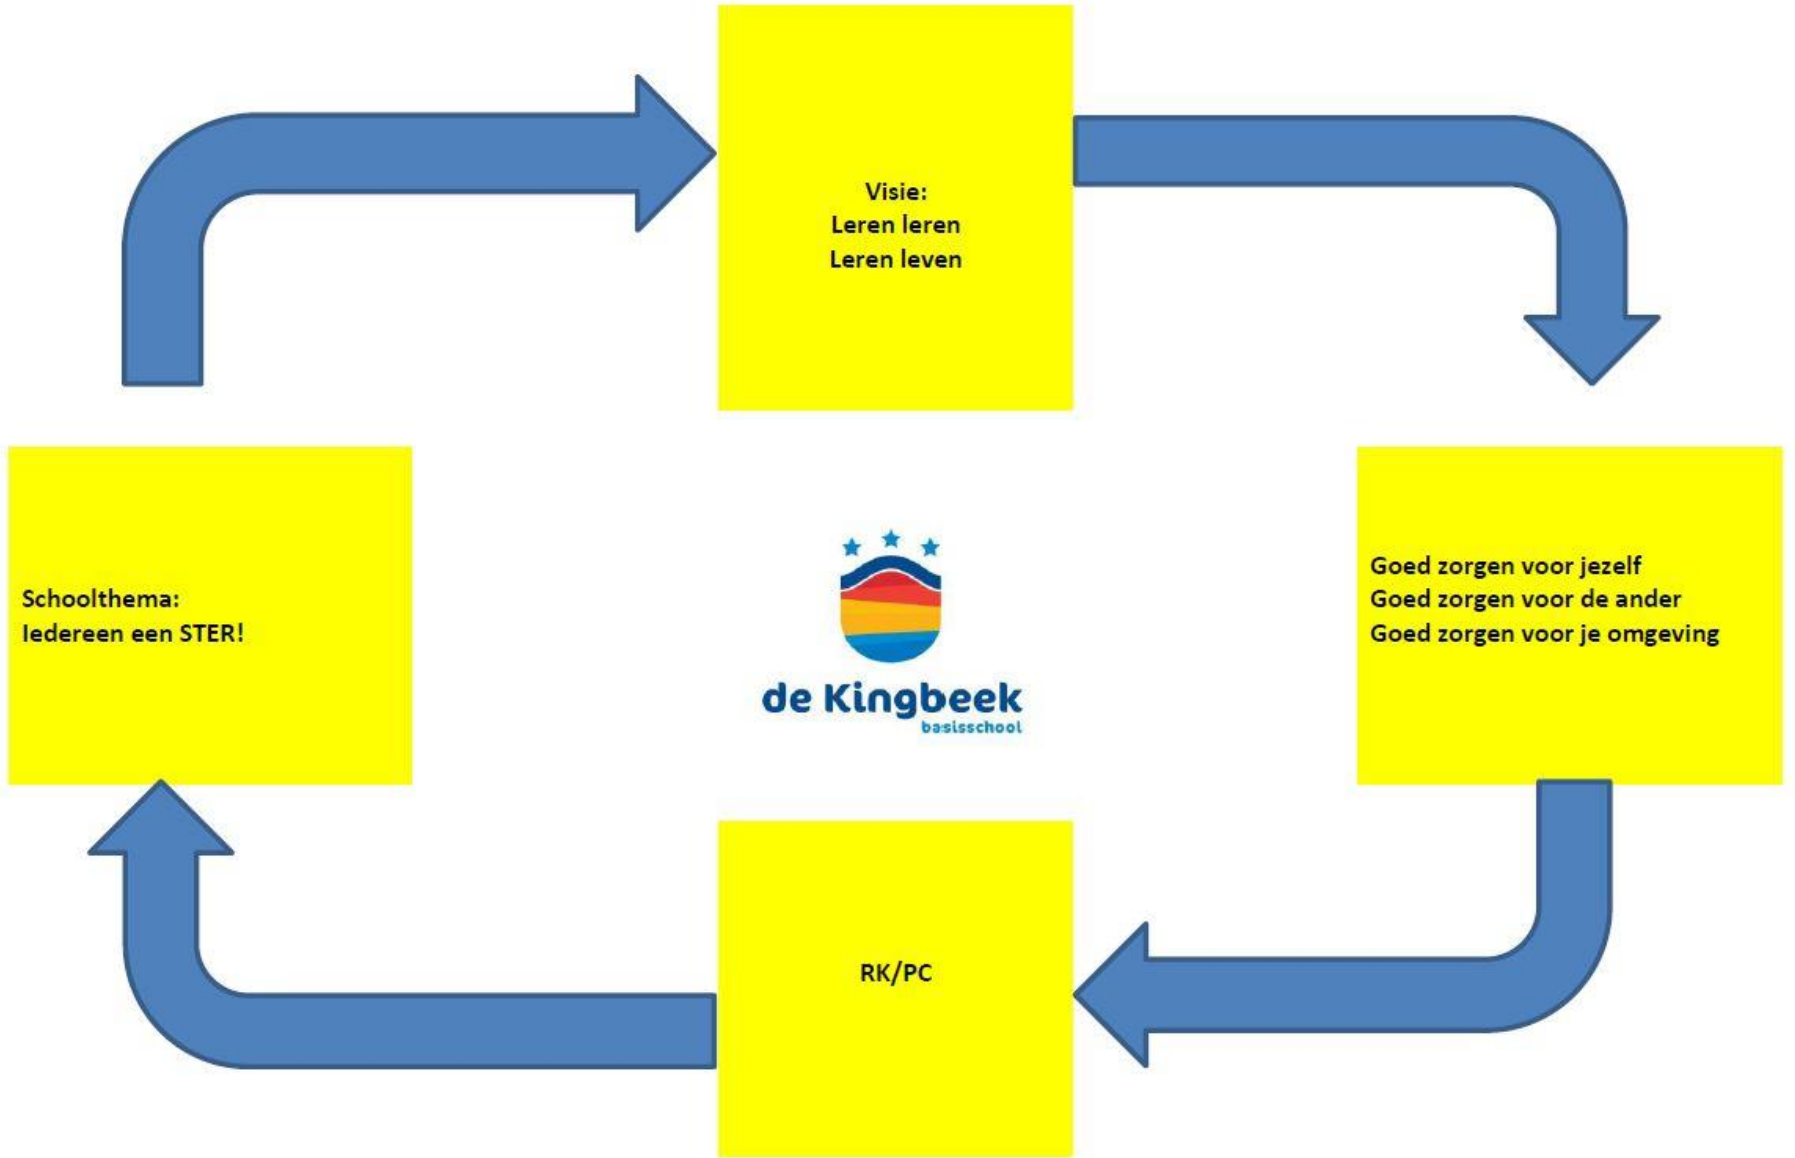 Visie:
Leren leren
Leren leven
Schoolthema:
Iedereen een STER!
Goed zorgen voor jezelf
Goed zorgen voor de ander
Goed zorgen voor je omgeving
de Kingbeek
basisschool
RK/PC